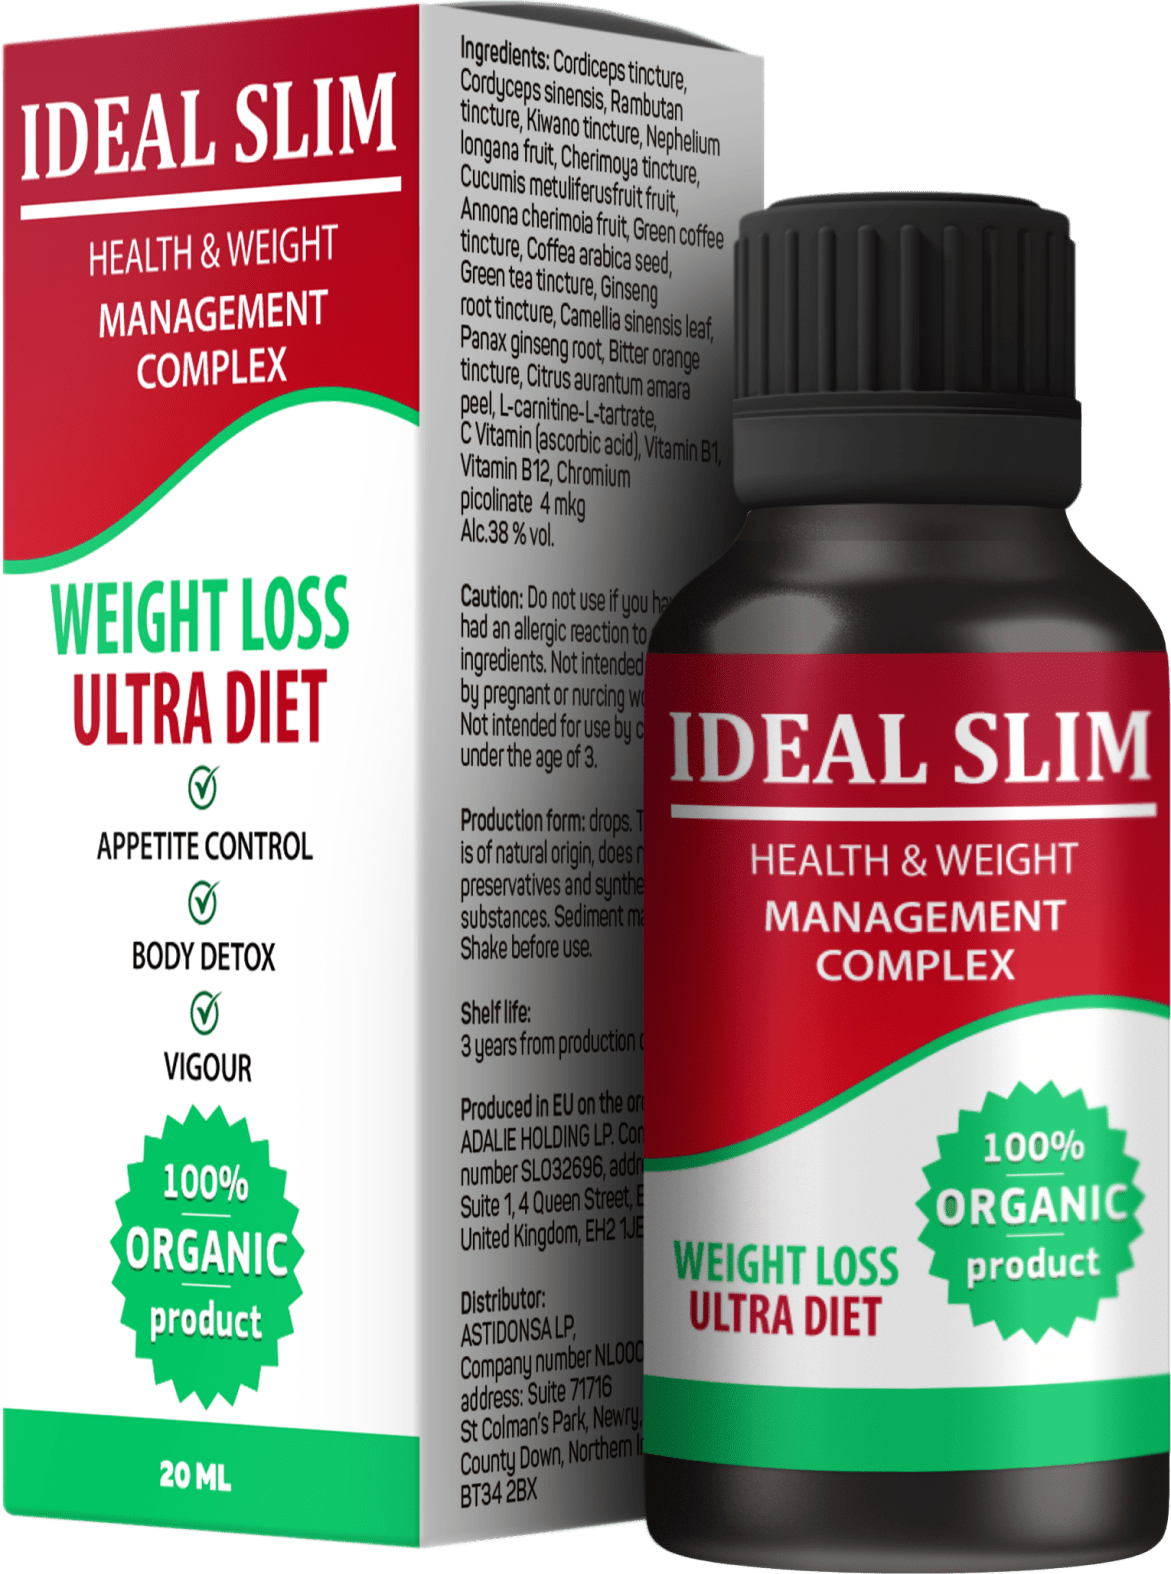 IDEAL SLIM
HEALTH & WEIGHT
MANAGEMENT
COMPLEX
WEIGHT LOSS
ULTRA DIET
APPETITE CONTROL
BODY DETOX
VIGOUR
100%
ORGANIC
product
20 ML
Ingredients: Cordiceps tincture,
Cordyceps sinensis, Rambutan
tincture, Kiwano tincture, Nephelium
longana fruit, Cherimoya tincture,
Cucumis metuliferusfruit fruit,
Annona cherimoia fruit, Green coffee
tincture, Coffea arabica seed,
Green tea tincture, Ginseng
root tincture, Camellia sinensis leaf,
Panax ginseng root, Bitter orange
tincture, Citrus aurantum amara
peel, L-carnitine-L-tartrate,
C Vitamin (ascorbic acid), Vitamin B1,
Vitamin B12, Chromium
picolinate 4 mkg
Alc.38 % vol.
Caution: Do not use if you
had an allergic reaction to
ingredients. Not intended
by pregnant or nurcing
Not intended for use by
under the age of 3.
Production form: drops.
is of natural origin, does
preservatives and
substances. Sediment
Shake before use.
Shelf life:
3 years from production
Produced in EU on the
ADALIE HOLDING LP.
number SL032696,
Suite 1, 4 Queen Street,
United Kingdom, EH2 1JE
Distributor:
ASTIDONSA LP,
Company number
address: Suite 71716
St Colman's Park, Newry,
County Down, Northern
BT34 2BX
IDEAL SLIM
HEALTH & WEIGHT
MANAGEMENT
COMPLEX
100%
ORGANIC
product
WEIGHT LOSS
ULTRA DIET